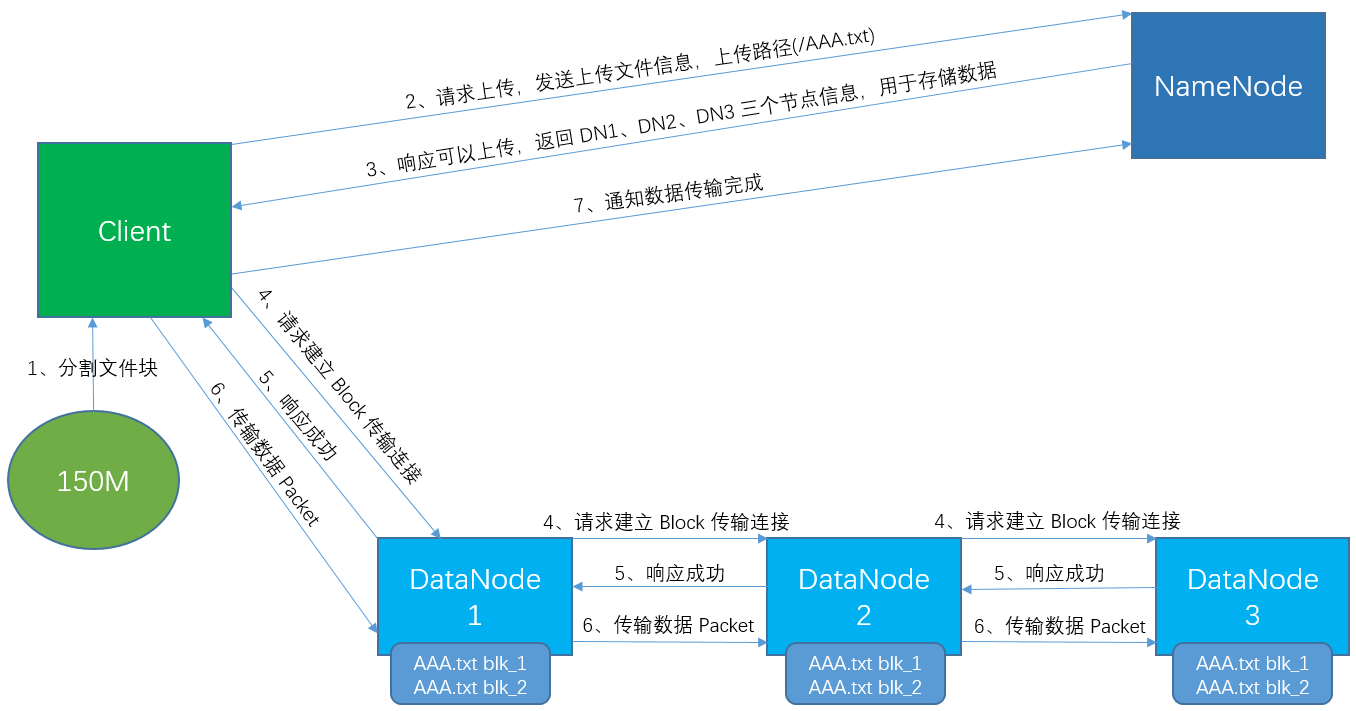 2、请求上传，发送上传文件信息，上传路径(/AAA.txt)
NameNode
3、响应可以上传，返回 DN1、DN2、DN3 三个节点信息，用于存储数据
7、通知数据传输完成
Client
4、请求建立 Block 传输连接
1、分割文件块
5、响应成功
6、传输数据 Packet
150M
4、请求建立 Block 传输连接
4、请求建立 Block 传输连接
DataNode
1
5、响应成功
DataNode
2
5、响应成功
DataNode
3
6、传输数据 Packet
6、传输数据 Packet
AAA.txt blk_1
AAA.txt blk_2
AAA.txt blk_1
AAA.txt blk_2
AAA.txt blk_1
AAA.txt blk_2